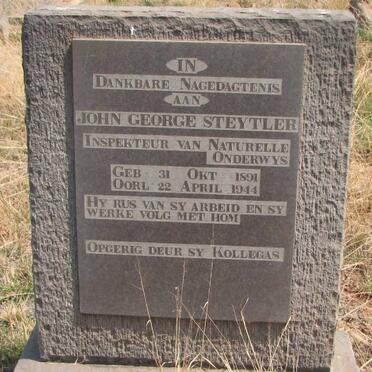 IN
DANKBARE NAGEDAGTENIS
AAN
JOHN GEORGE STEYTLER
INSPEKTEUR VAN NATURELLE
ONDERWYS
GEB 31 OKT 1891
OORL 22 APRIL 1944
HY RUS VAN SY ARBEID EN SY
WERKE VOLG MET HOM
OPGERIG DEUR SY KOLLEGAS